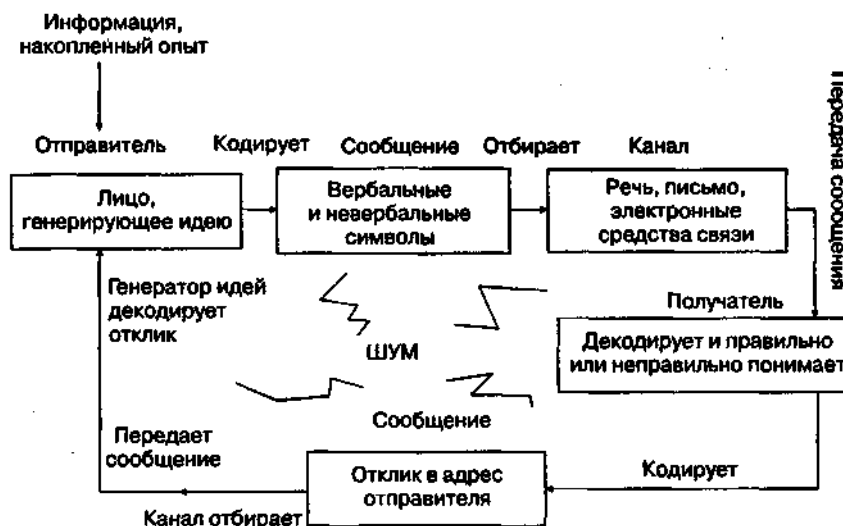 Информация,
накопленный опыт
Отправитель
Кодирует
Сообщение
Отбирает
Канал
Передача сообщения
Лицо,
генерирующее идею
Вербальные
и невербальные
символы
Речь, письмо,
электронные
средства связи
Генератор идей
декодирует
отклик
Получатель
Декодирует и правильно
или неправильно понимает
ШУМ
Сообщение
Передает
сообщение
Отклик в адрес
отправителя
Кодирует
Канал отбирает